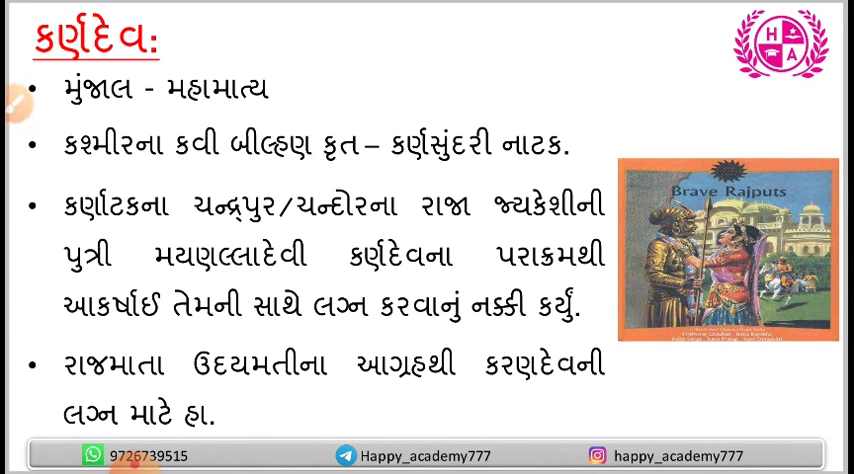 કર્ણદેવ:
H A
• મુંજાલ - મહામાત્ય
• કશ્મીરના કવી બીલ્હણ કૃત – કર્ણસુંદરી નાટક.
• કર્ણાટકના ચન્દ્રપુર/ચન્દોરના રાજા જ્યકેશીની
પુત્રી મયણલ્લાદેવી કર્ણદેવના પરાક્રમથી
આકર્ષાઈ તેમની સાથે લગ્ન કરવાનું નક્કી કર્યું.
Brave Rajputs
• રાજમાતા ઉદયમતીના આગ્રહથી કરણદેવની
લગ્ન માટે હા.
9726739515 Happy_academy777 happy_academy777